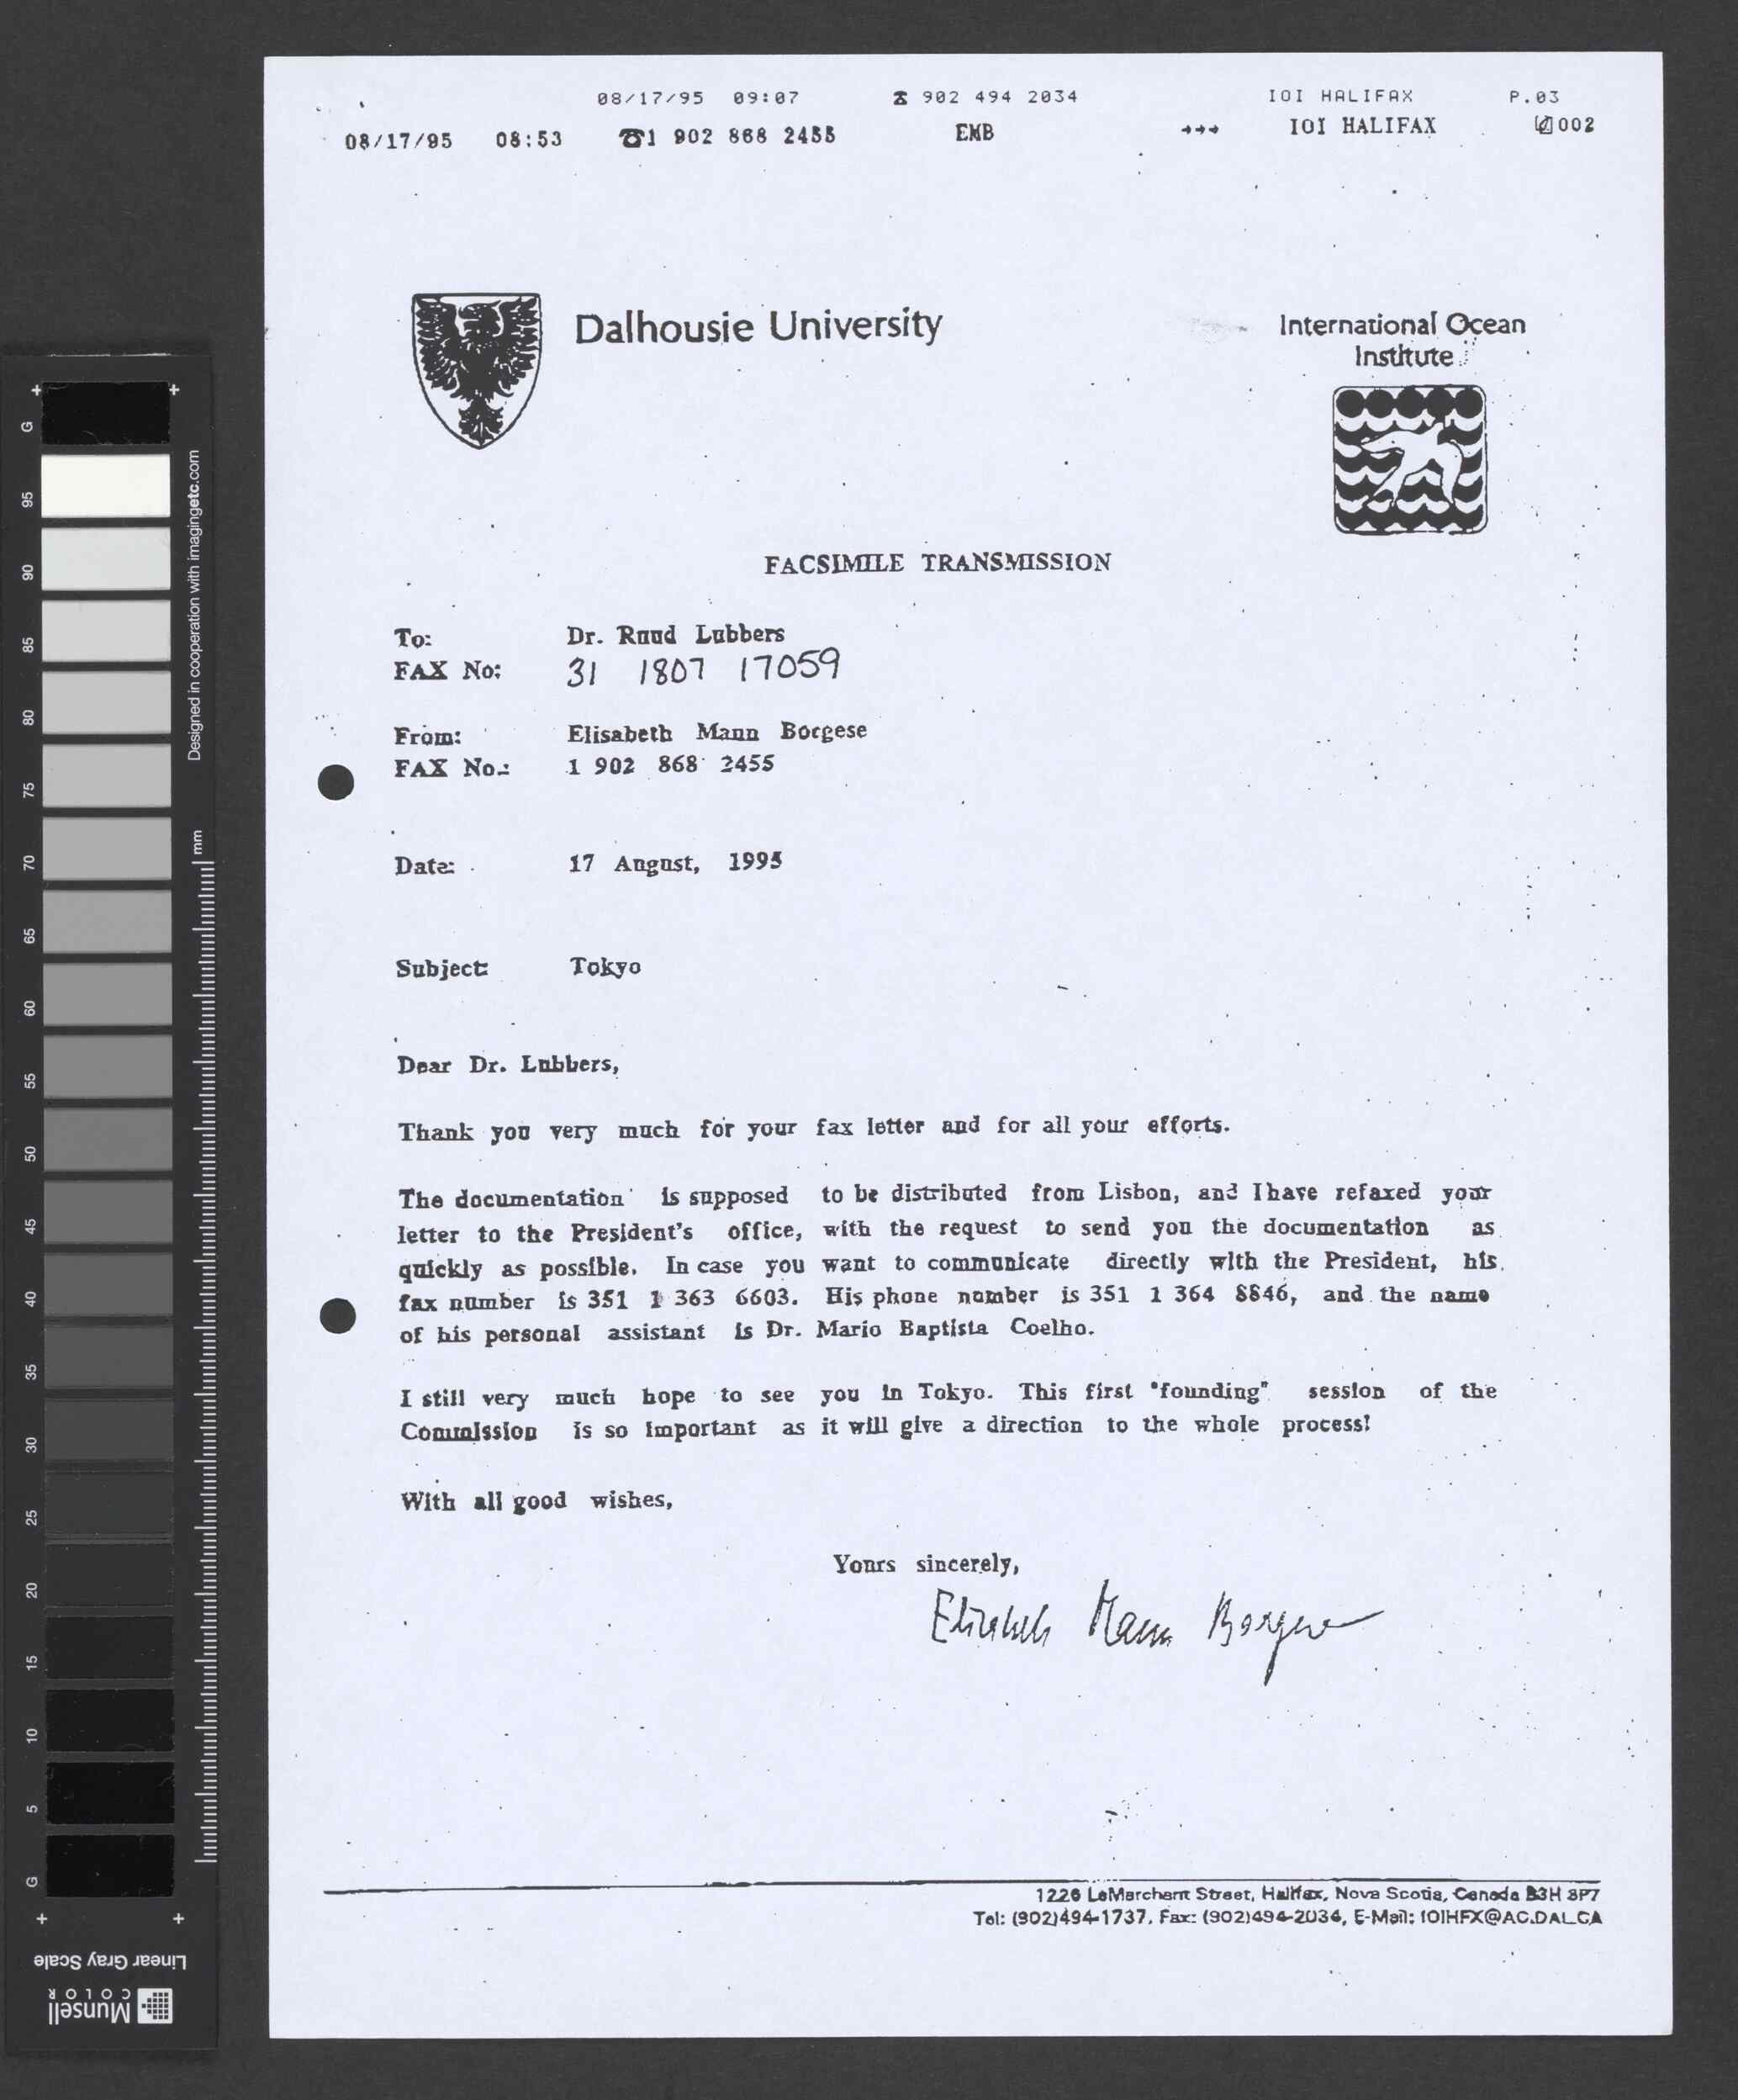 08/17/95 09:07 ☎ 902 494 2034 IOI HALIFAX P.03
08/17/95 08:53 ☎1 902 868 2455 EMB →→→ IOI HALIFAX 002
Dalhousie University
International Ocean
Institute
FACSIMILE TRANSMISSION
To: Dr. Ruud Lubbers
FAX No: 31 1807 17059
From: Elisabeth Mann Borgese
FAX No.: 1 902 868 2455
Date: 17 August, 1995
Subject: Tokyo
Dear Dr. Lubbers,
Thank you very much for your fax letter and for all your efforts.
The documentation is supposed to be distributed from Lisbon, and I have refaxed your
letter to the President's office, with the request to send you the documentation as
quickly as possible. In case you want to communicate directly with the President, his
fax number is 351 1 363 6603. His phone number is 351 1 364 8846, and the name
of his personal assistant is Dr. Mario Baptista Coelho.
I still very much hope to see you in Tokyo. This first "founding" session of the
Commission is so important as it will give a direction to the whole process!
With all good wishes,
Yours sincerely,
Elisabeth Mann Borgese
1226 LeMarchant Street, Halifax, Nova Scotia, Canada B3H 3P7
Tel: (902)494-1737, Fax: (902)494-2034, E-Mail: IOIHFX@AC.DAL.CA
G
95
90
85
80
75
70
65
60
55
50
45
40
35
30
25
20
15
10
5
G
Designed in cooperation with imagingetc.com
mm
Linear Gray Scale
Munsell
COLOR